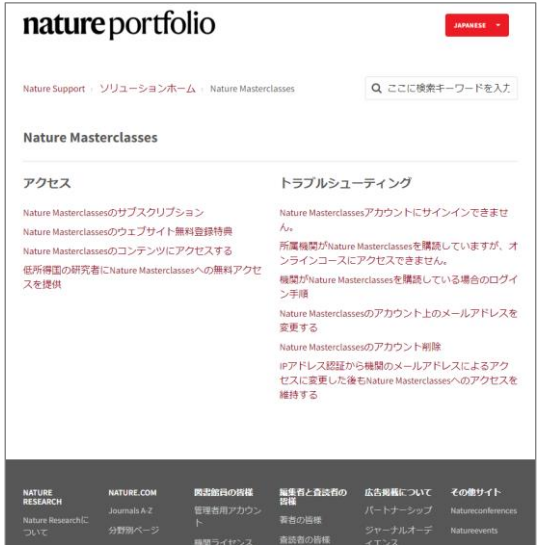 nature portfolio
JAPANESE
Nature Support ソリューションホーム Nature Masterclasses
ここに検索キーワードを入力
Nature Masterclasses
アクセス
Nature Masterclassesのサブスクリプション
Nature Masterclassesのウェブサイト無料登録特典
Nature Masterclassesのコンテンツにアクセスする
低所得国の研究者にNature Masterclassesへの無料アクセ
スを提供
トラブルシューティング
Nature Masterclassesアカウントにサインインできませ
ん。
所属機関がNature Masterclassesを購読していますが、オ
ンラインコースにアクセスできません。
機関がNature Masterclassesを購読している場合のログイ
ン手順
Nature Masterclassesのアカウント上のメールアドレスを
変更する
Nature Masterclassesのアカウント削除
IPアドレス認証から機関のメールアドレスによるアク
セスに変更した後もNature Masterclassesへのアクセスを
維持する
NATURE
RESEARCH
Nature Researchに
ついて
NATURE.COM
Journals A-Z
分野別ページ
図書館員の皆様
管理者用アカウン
ト
機関ライセンス
編集者と査読者の
皆様
著者の皆様
査読者の皆様
広告掲載について
パートナーシップ
ジャーナルオーデ
ィエンス
その他サイト
Natureconferences
Natureevents